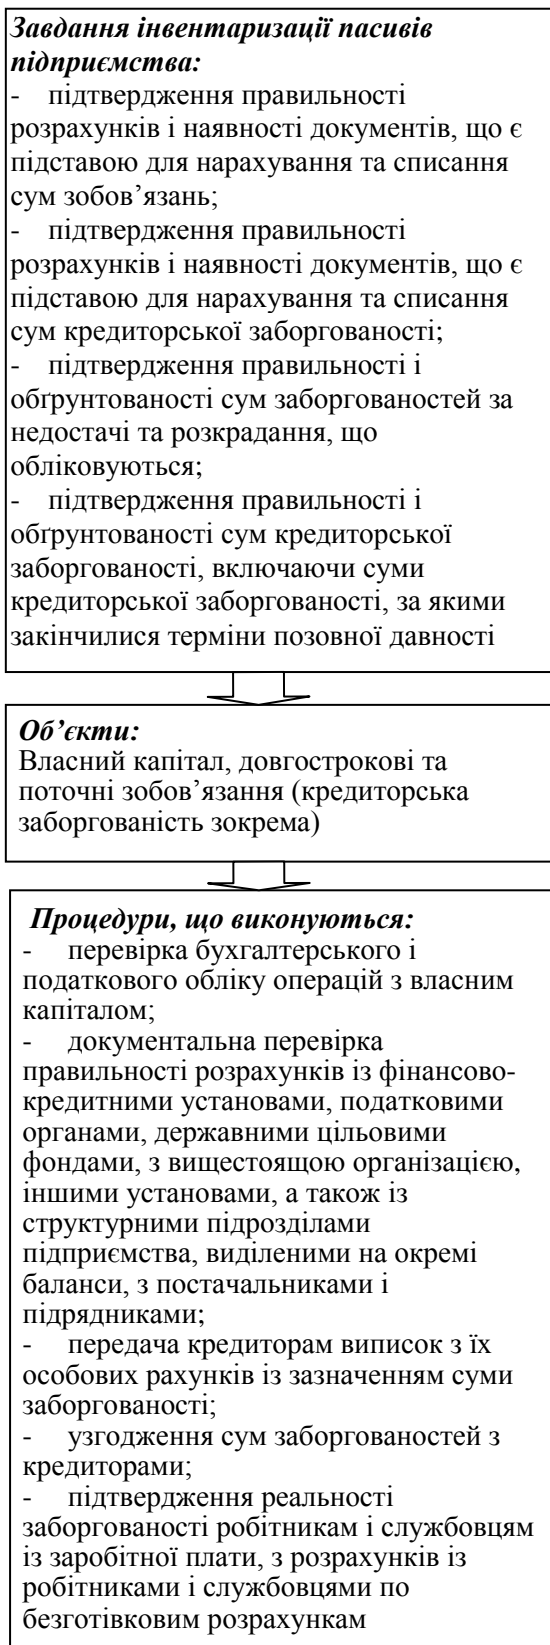 Завдання інвентаризації пасивів
підприємства:
- підтвердження правильності
розрахунків і наявності документів, що є
підставою для нарахування та списання
сум зобов’язань;
- підтвердження правильності
розрахунків і наявності документів, що є
підставою для нарахування та списання
сум кредиторської заборгованості;
- підтвердження правильності і
обґрунтованості сум заборгованостей за
недостачі та розкрадання, що
обліковуються;
- підтвердження правильності і
обґрунтованості сум кредиторської
заборгованості, включаючи суми
кредиторської заборгованості, за якими
закінчилися терміни позовної давності
Об’єкти:
Власний капітал, довгострокові та
поточні зобов’язання (кредиторська
заборгованість зокрема)
Процедури, що виконуються:
- перевірка бухгалтерського і
податкового обліку операцій з власним
капіталом;
- документальна перевірка
правильності розрахунків із фінансово-
кредитними установами, податковими
органами, державними цільовими
фондами, з вищестоящою організацією,
іншими установами, а також із
структурними підрозділами
підприємства, виділеними на окремі
баланси, з постачальниками і
підрядниками;
- передача кредиторам виписок з їх
особових рахунків із зазначенням суми
заборгованості;
- узгодження сум заборгованостей з
кредиторами;
- підтвердження реальності
заборгованості робітникам і службовцям
із заробітної плати, з розрахунків із
робітниками і службовцями по
безготівковим розрахункам